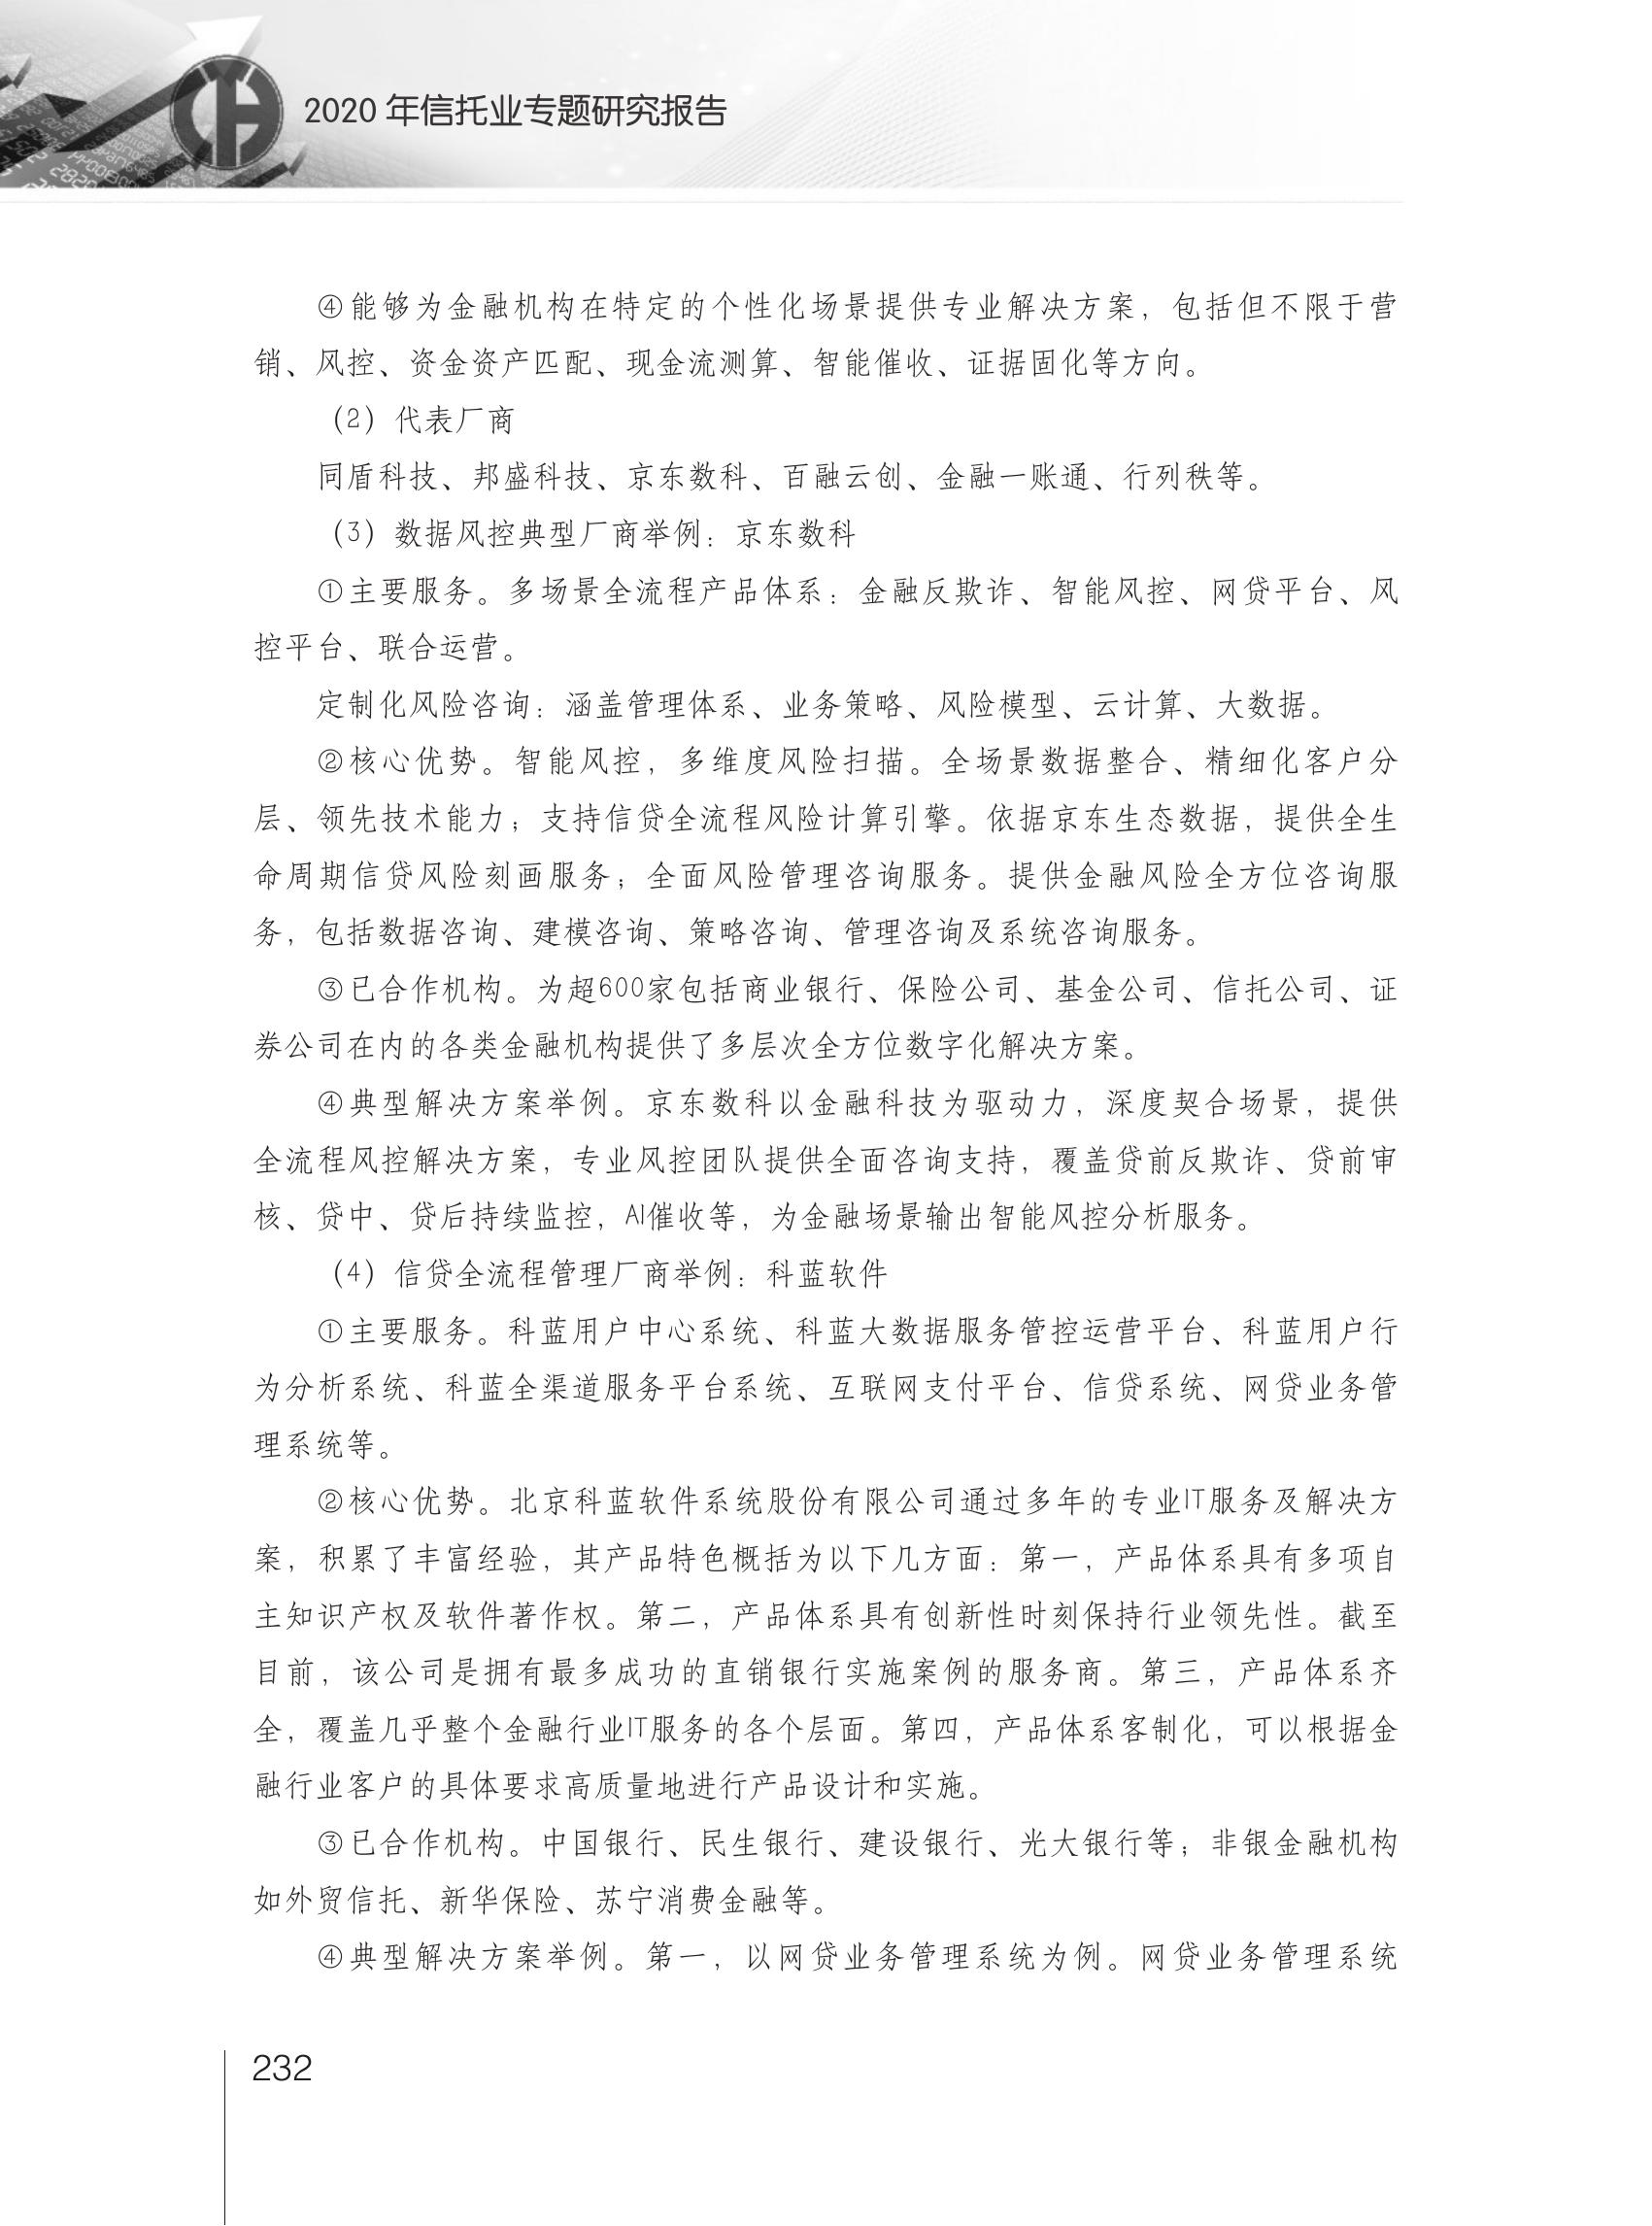 2020 年信托业专题研究报告
④能够为金融机构在特定的个性化场景提供专业解决方案，包括但不限于营
销、风控、资金资产匹配、现金流测算、智能催收、证据固化等方向。
（2）代表厂商
同盾科技、邦盛科技、京东数科、百融云创、金融一账通、行列秩等。
（3）数据风控典型厂商举例：京东数科
①主要服务。多场景全流程产品体系：金融反欺诈、智能风控、网贷平台、风
控平台、联合运营。
定制化风险咨询：涵盖管理体系、业务策略、风险模型、云计算、大数据。
②核心优势。智能风控，多维度风险扫描。全场景数据整合、精细化客户分
层、领先技术能力；支持信贷全流程风险计算引擎。依据京东生态数据，提供全生
命周期信贷风险刻画服务；全面风险管理咨询服务。提供金融风险全方位咨询服
务，包括数据咨询、建模咨询、策略咨询、管理咨询及系统咨询服务。
③已合作机构。为超600家包括商业银行、保险公司、基金公司、信托公司、证
券公司在内的各类金融机构提供了多层次全方位数字化解决方案。
④典型解决方案举例。京东数科以金融科技为驱动力，深度契合场景，提供
全流程风控解决方案，专业风控团队提供全面咨询支持，覆盖贷前反欺诈、贷前审
核、贷中、贷后持续监控，AI催收等，为金融场景输出智能风控分析服务。
（4）信贷全流程管理厂商举例：科蓝软件
①主要服务。科蓝用户中心系统、科蓝大数据服务管控运营平台、科蓝用户行
为分析系统、科蓝全渠道服务平台系统、互联网支付平台、信贷系统、网贷业务管
理系统等。
②核心优势。北京科蓝软件系统股份有限公司通过多年的专业IT服务及解决方
案，积累了丰富经验，其产品特色概括为以下几方面：第一，产品体系具有多项自
主知识产权及软件著作权。第二，产品体系具有创新性时刻保持行业领先性。截至
目前，该公司是拥有最多成功的直销银行实施案例的服务商。第三，产品体系齐
全，覆盖几乎整个金融行业IT服务的各个层面。第四，产品体系客制化，可以根据金
融行业客户的具体要求高质量地进行产品设计和实施。
③已合作机构。中国银行、民生银行、建设银行、光大银行等；非银金融机构
如外贸信托、新华保险、苏宁消费金融等。
④典型解决方案举例。第一，以网贷业务管理系统为例。网贷业务管理系统
232